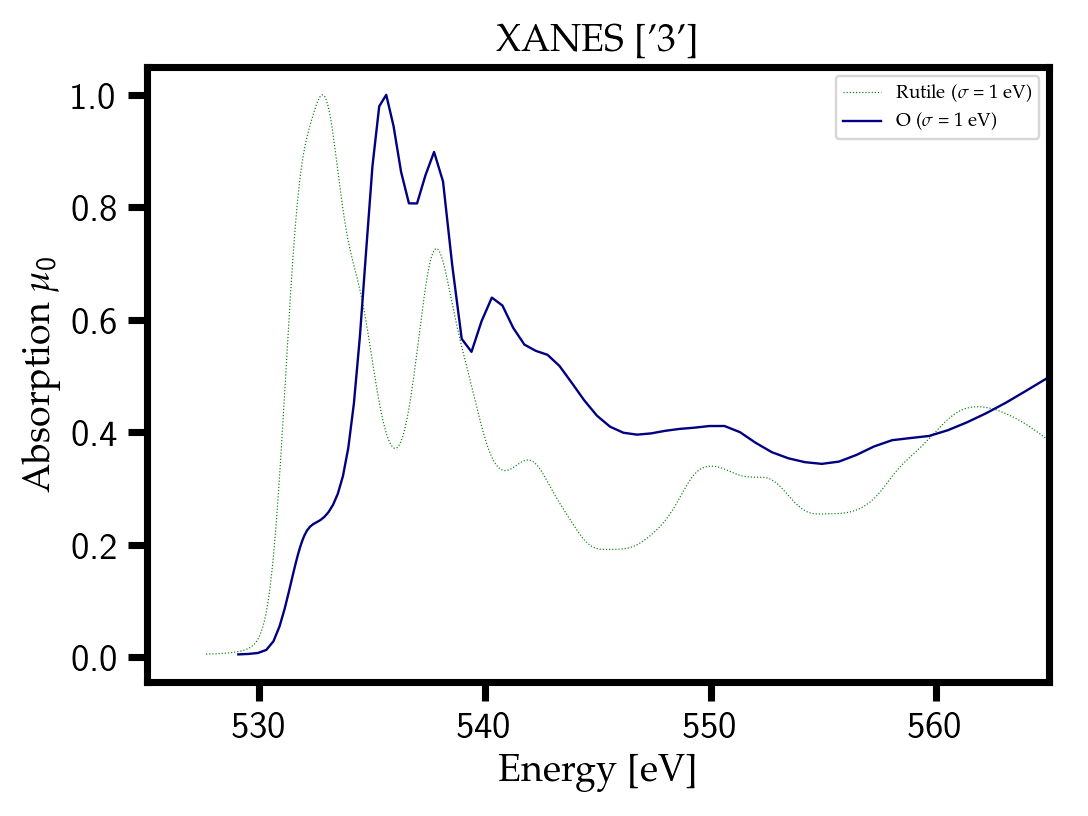 XANES ['3']
Rutile (σ = 1 eV)
O (σ = 1 eV)
Absorption μ₀
1.0
0.8
0.6
0.4
0.2
0.0
530 540 550 560
Energy [eV]